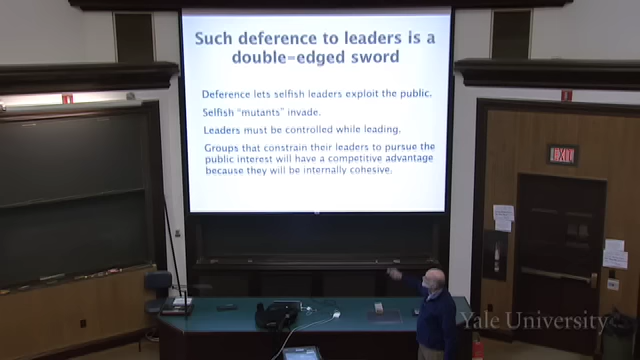 Such deference to leaders is a
double-edged sword
Deference lets selfish leaders exploit the public.
Selfish "mutants" invade.
Leaders must be controlled while leading.
Groups that constrain their leaders to pursue the
public interest will have a competitive advantage
because they will be internally cohesive.
EXIT
Yale University